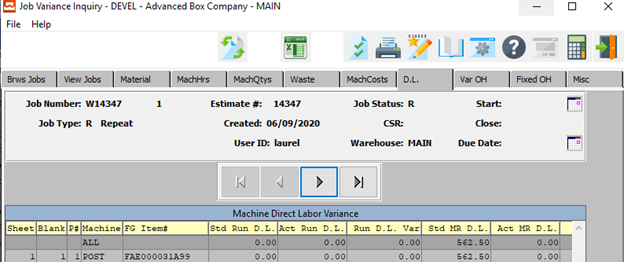 Job Variance Inquiry - DEVEL - Advanced Box Company - MAIN
File Help
Brws Jobs View Jobs Material MachHrs MachQtys Waste MachCosts D.L. Var OH Fixed OH Misc
Job Number: W14347 1 Estimate #: 14347 Job Status: R Start:
Job Type: R Repeat Created: 06/09/2020 CSR: Close:
User ID: laurel Warehouse: MAIN Due Date:
Machine Direct Labor Variance
Sheet Blank P# Machine FG Item# Std Run D.L. Act Run D.L. Run D.L. Var Std MR D.L. Act MR D.L.
ALL 0.00 0.00 0.00 562.50 0.00
1 1 1 POST FAE000031A99 0.00 0.00 0.00 562.50 0.00